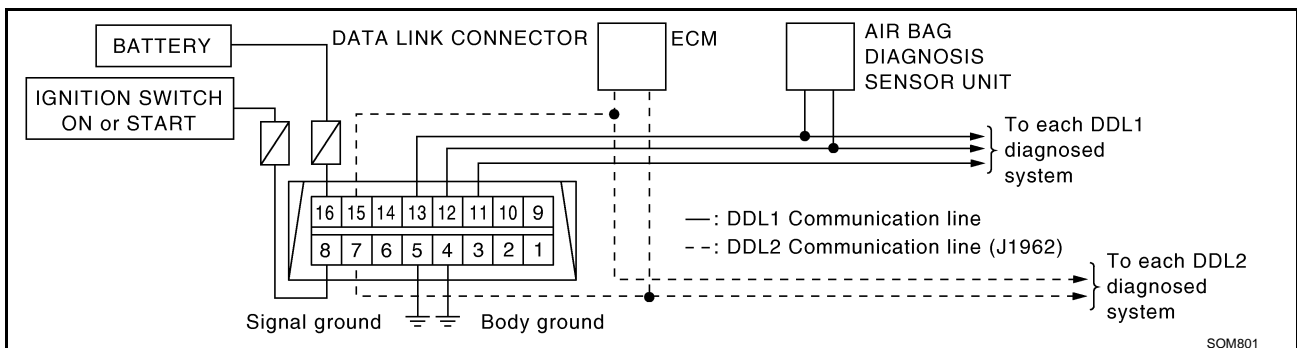 BATTERY
DATA LINK CONNECTOR
ECM
AIR BAG
DIAGNOSIS
SENSOR UNIT
IGNITION SWITCH
ON or START
To each DDL1
diagnosed
system
16 15 14 13 12 11 10 9
8 7 6 5 4 3 2 1
: DDL1 Communication line
: DDL2 Communication line (J1962)
To each DDL2
diagnosed
system
Signal ground
Body ground
SQM801